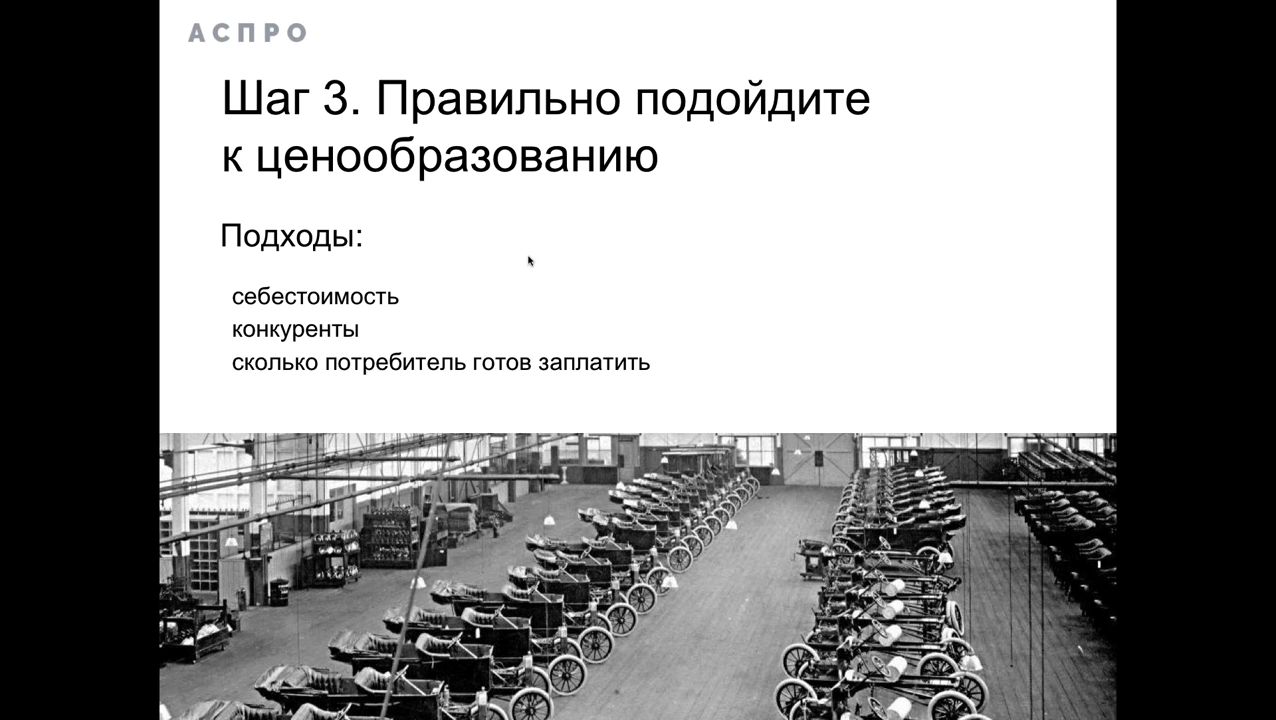 АСПРО
Шаг 3. Правильно подойдите
к ценообразованию
Подходы:
себестоимость
конкуренты
сколько потребитель готов заплатить